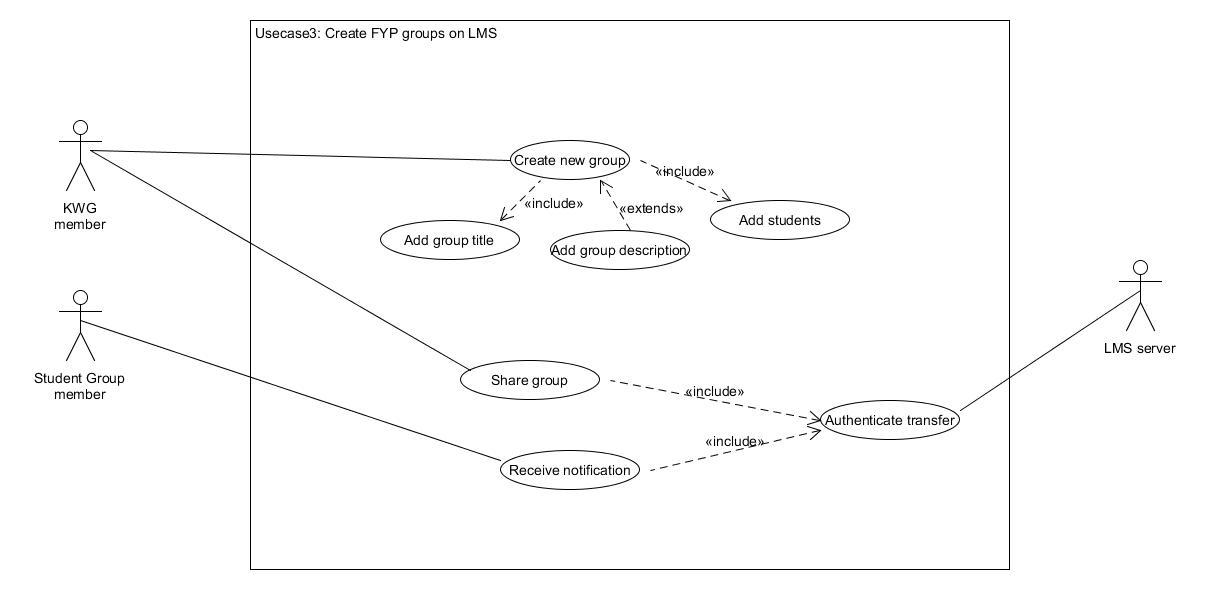 Usecase3: Create FYP groups on LMS
Create new group
«include»
«include»
«extends»
KWG
member
Add group title
Add group description
Add students
LMS server
Student Group
member
Share group
«include»
Authenticate transfer
«include»
Receive notification